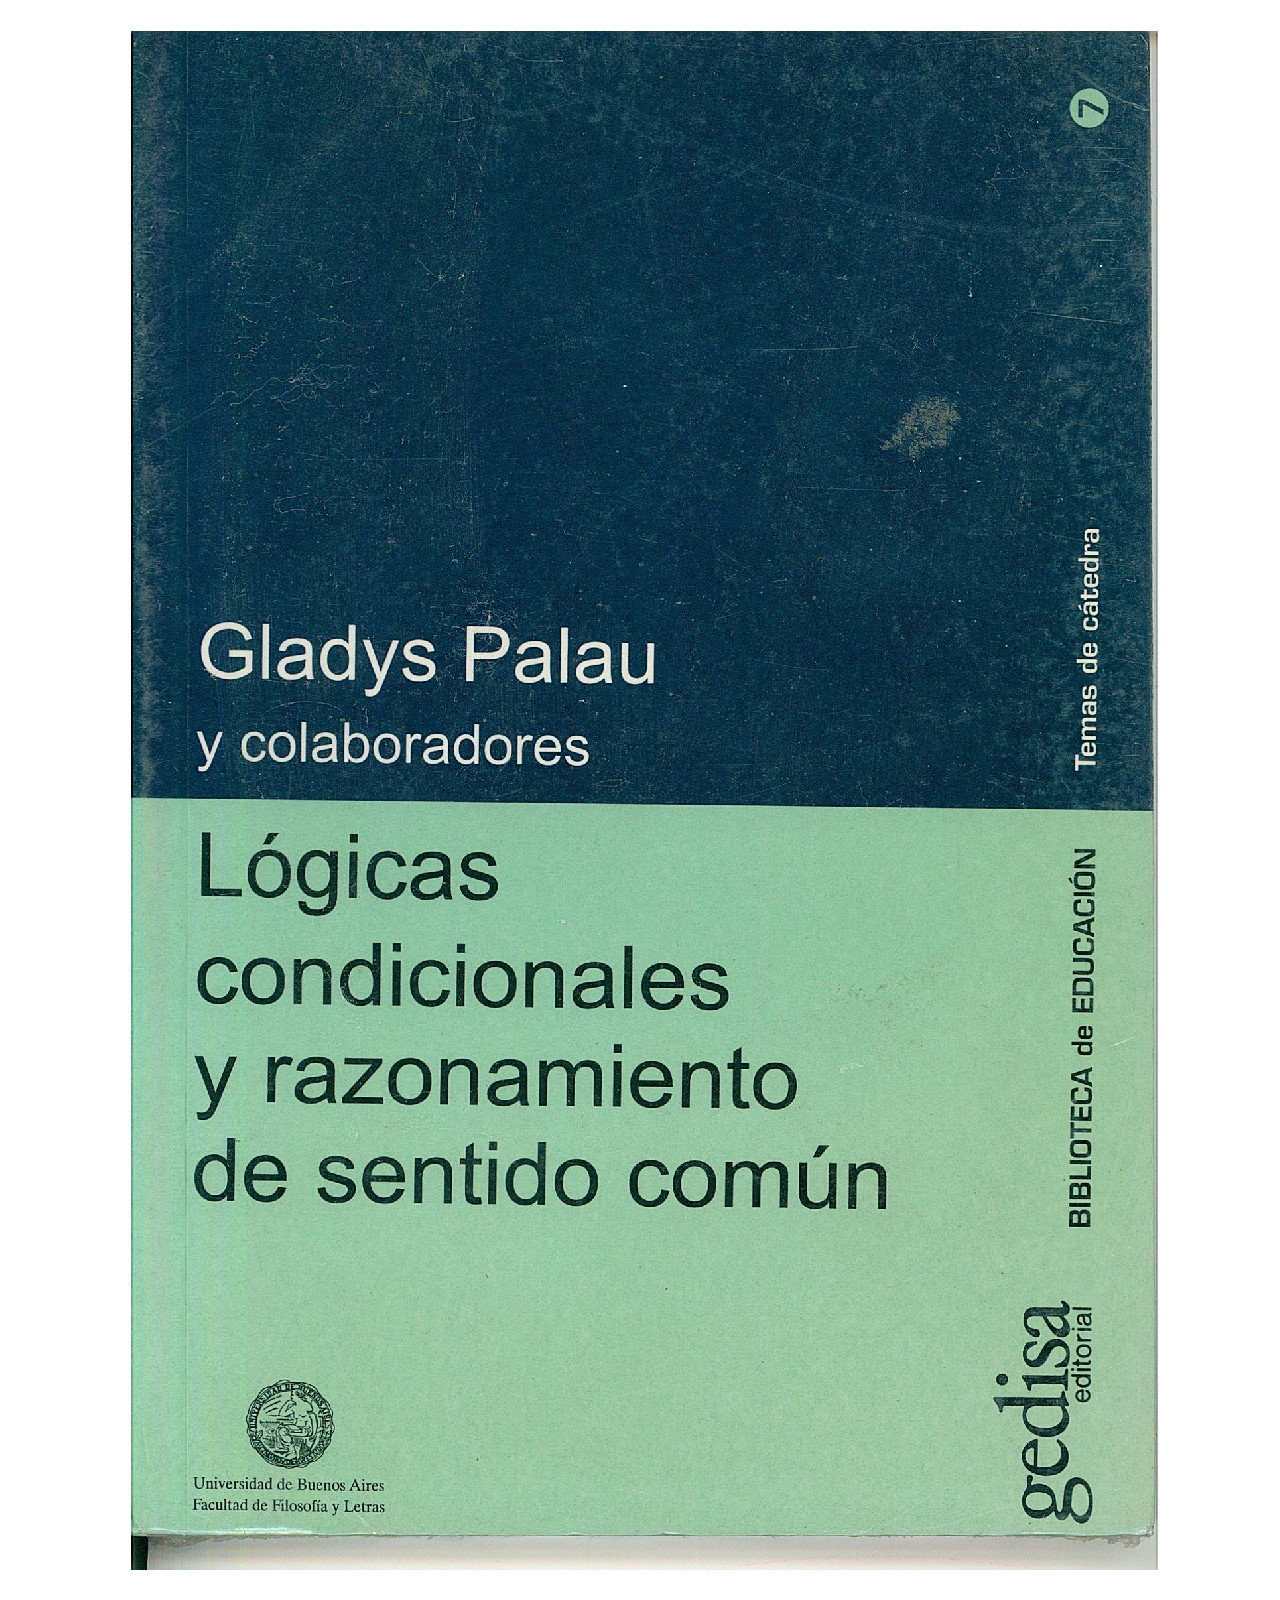 7
Temas de cátedra
Gladys Palau
y colaboradores
Lógicas
condicionales
y razonamiento
de sentido común
BIBLIOTECA de EDUCACIÓN
gedisa
editorial
Universidad de Buenos Aires
Facultad de Filosofía y Letras